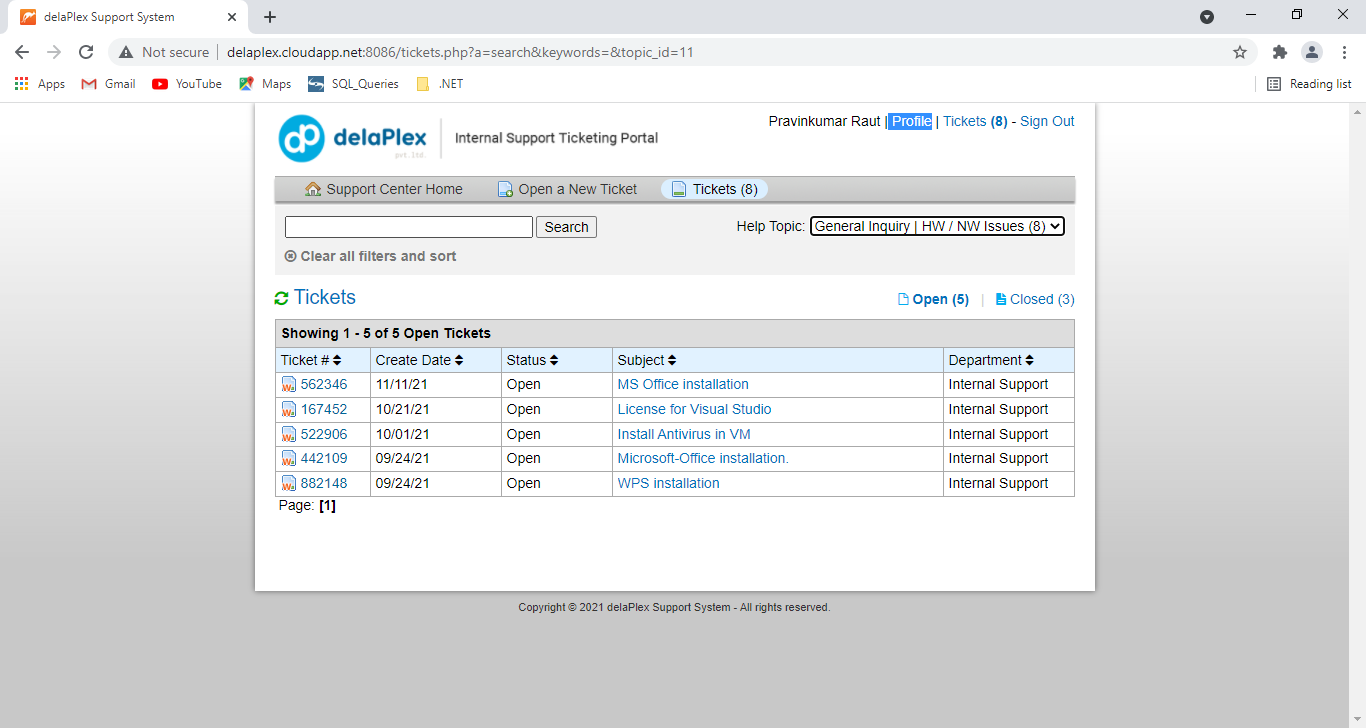 delaPlex Support System
Not secure | delaplex.cloudapp.net:8086/tickets.php?a=search&keywords=&topic_id=11
Apps Gmail YouTube Maps SQL_Queries .NET Reading list
dp delaPlex pvt.ltd. Internal Support Ticketing Portal
Pravinkumar Raut | Profile | Tickets (8) - Sign Out
Support Center Home Open a New Ticket Tickets (8)
Search Help Topic: General Inquiry | HW / NW Issues (8)
Clear all filters and sort
Tickets Open (5) | Closed (3)
Showing 1 - 5 of 5 Open Tickets
Ticket # Create Date Status Subject Department
562346 11/11/21 Open MS Office installation Internal Support
167452 10/21/21 Open License for Visual Studio Internal Support
522906 10/01/21 Open Install Antivirus in VM Internal Support
442109 09/24/21 Open Microsoft-Office installation. Internal Support
882148 09/24/21 Open WPS installation Internal Support
Page: [1]
Copyright © 2021 delaPlex Support System - All rights reserved.